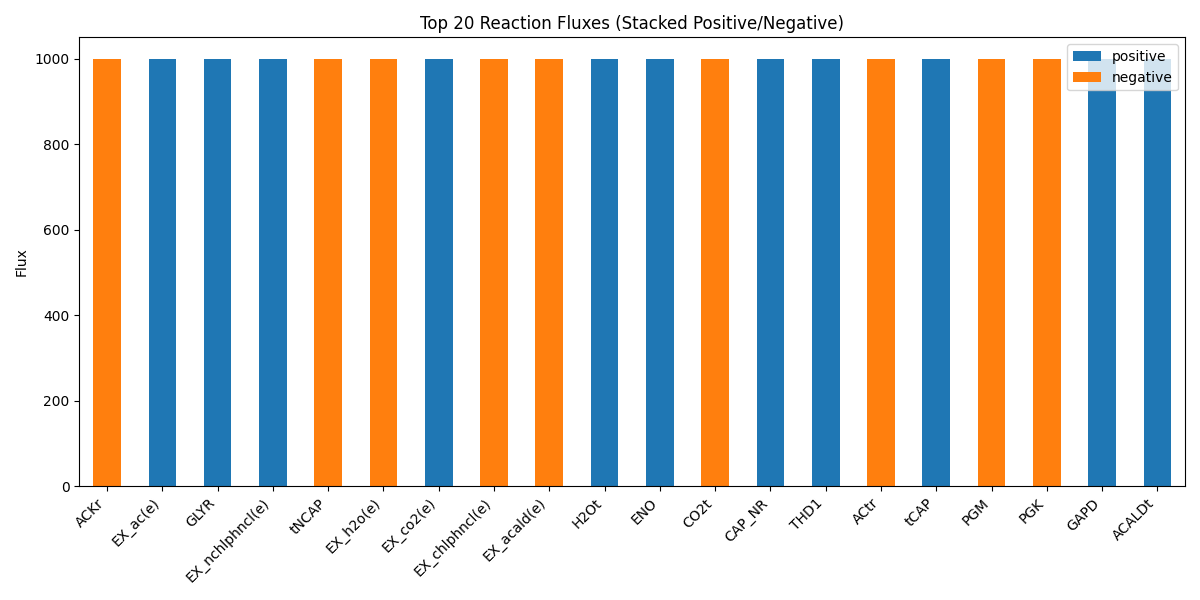 Top 20 Reaction Fluxes (Stacked Positive/Negative)
positive
negative
Flux
1000
800
600
400
200
0
ACKr
EX_ac(e)
GLYR
EX_nchlphncl(e)
tNCAP
EX_h2o(e)
EX_co2(e)
EX_chlphncl(e)
EX_acald(e)
H2Ot
ENO
CO2t
CAP_NR
THD1
ACtr
tCAP
PGM
PGK
GAPD
ACALDt